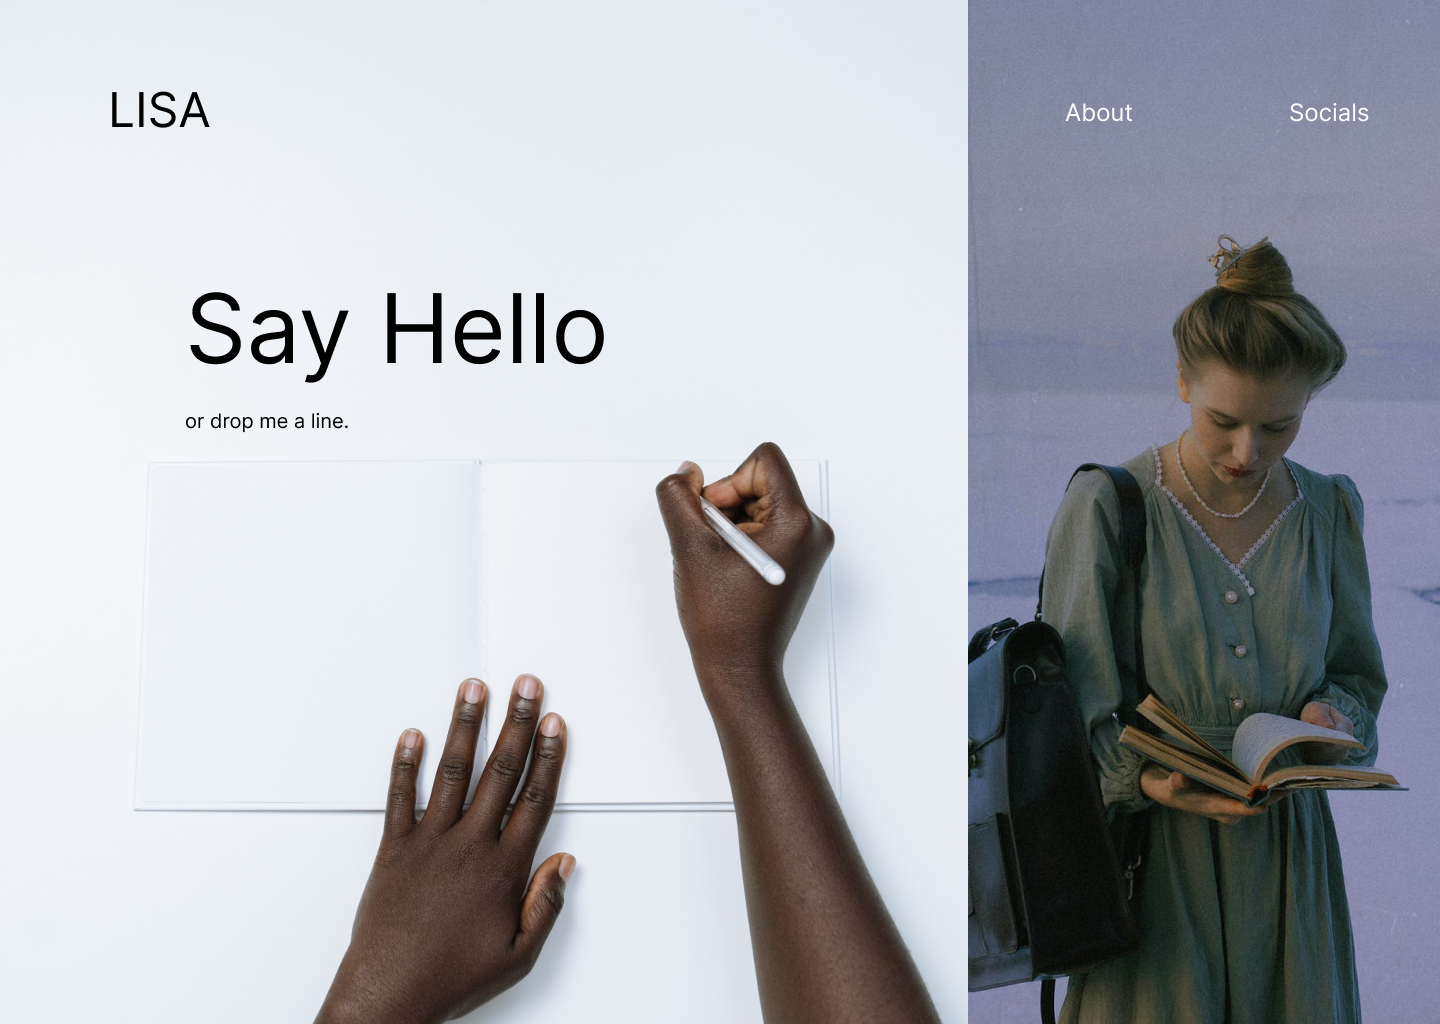 LISA
About
Socials
Say Hello
or drop me a line.